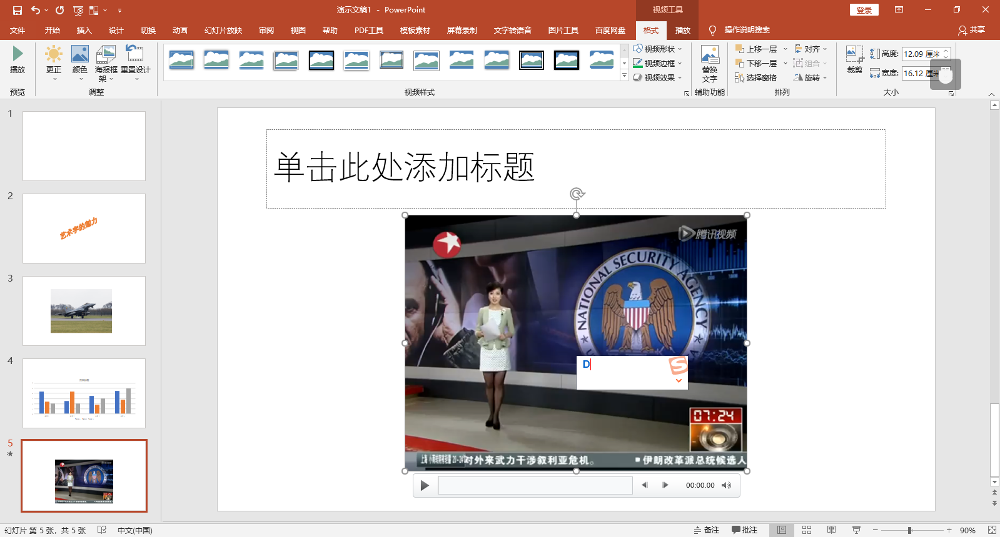 演示文稿1 - PowerPoint
视频工具
登录
文件 开始 插入 设计 切换 动画 幻灯片放映 审阅 视图 帮助 PDF工具 模板素材 屏幕录制 文字转语音 图片工具 百度网盘 格式 播放 操作说明搜索 共享
播放
更正 颜色 海报框架 重置设计
视频形状
视频边框
视频效果
替换文字
上移一层 对齐
下移一层 组合
选择窗格 旋转
裁剪
高度: 12.09 厘米
宽度: 16.12 厘米
预览 调整 视频样式 辅助功能 排列 大小
1
2
艺术字的魅力
3
4
5
单击此处添加标题
腾讯视频
NATIONAL SECURITY AGENCY
D
S
07:24
对外来武力干涉叙利亚危机。 ■伊朗改革派总统候选人
00:00.00
幻灯片 第 5 张, 共 5 张 中文(中国) 备注 批注 90%